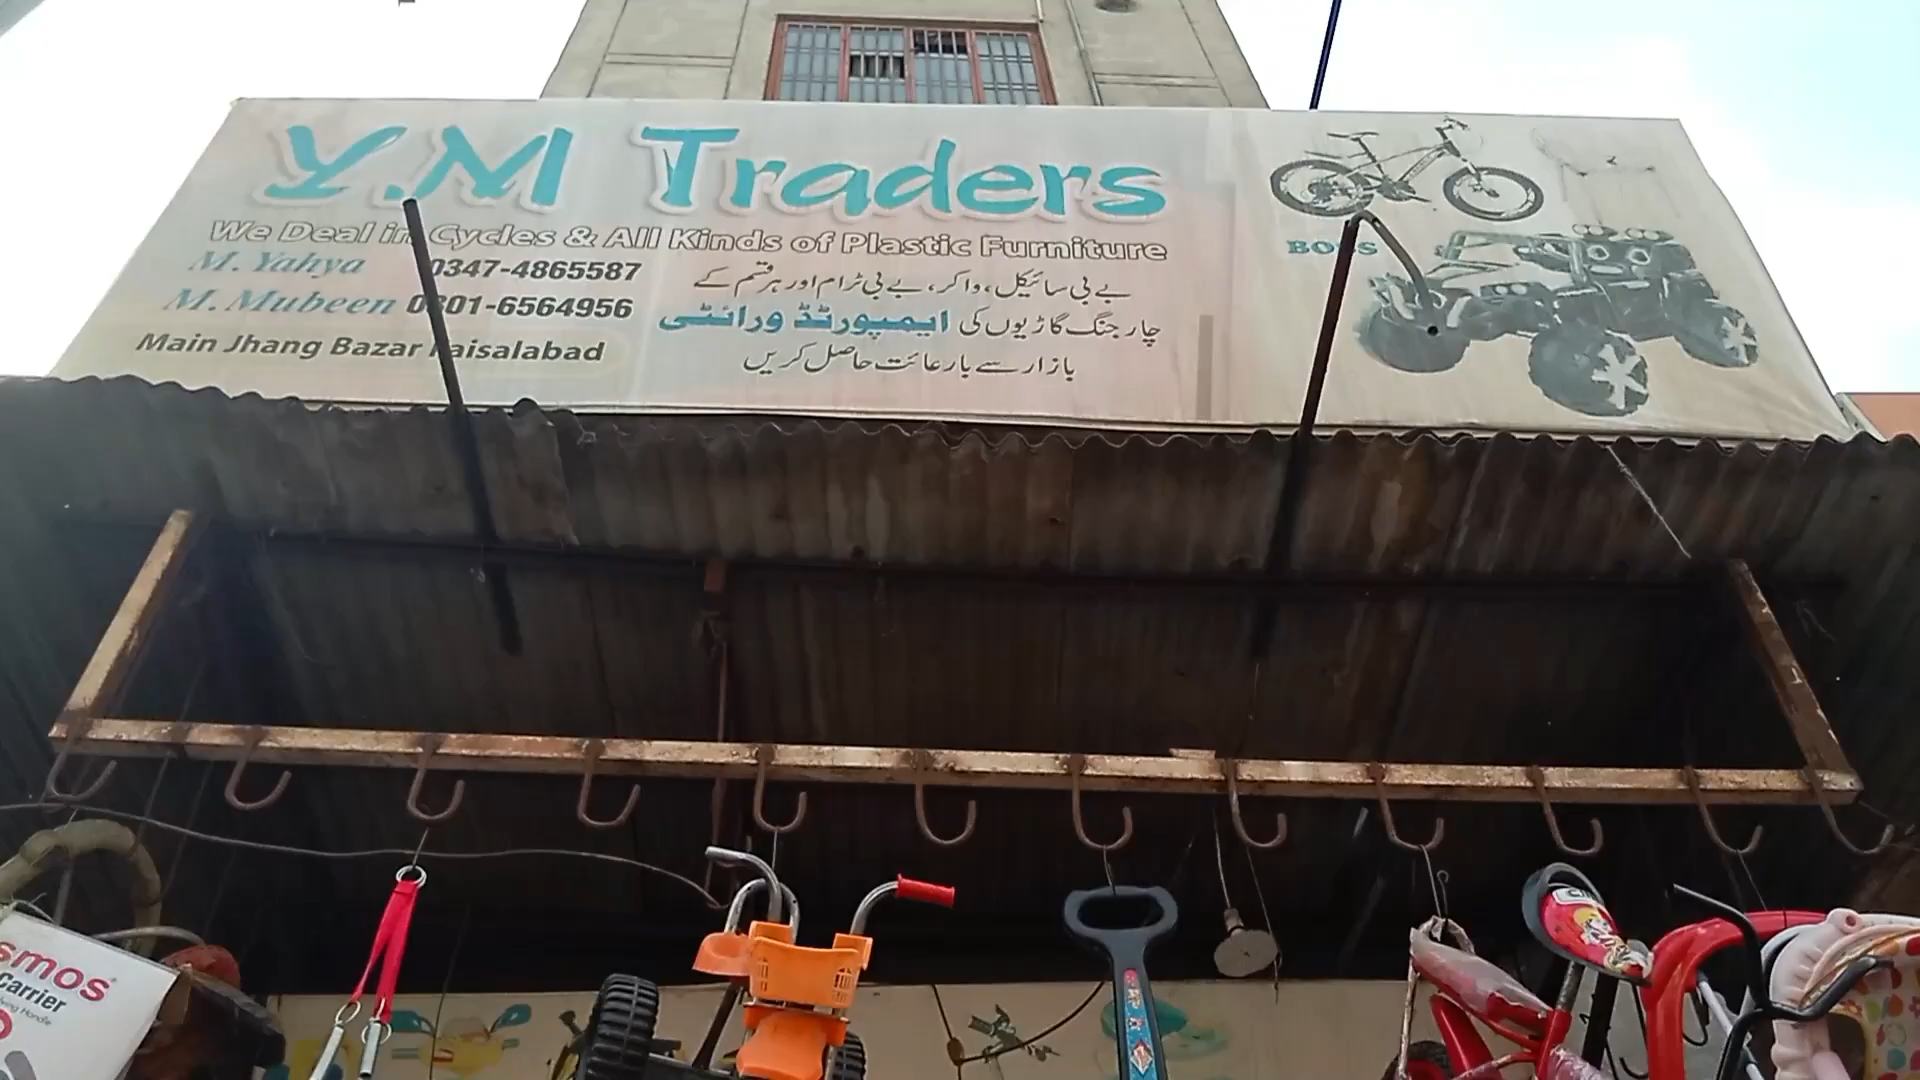 Y.M Traders
We Deal in Cycles & All Kinds of Plastic Furniture
M. Yahya 0347-4865587
M. Mubeen 0301-6564956
Main Jhang Bazar Faisalabad
بے بی سائیکل، واکر، بے بی ٹرام اور ہر قسم کے
چارجنگ گاڑیوں کی ایمپورٹڈ ورائٹی
بازار سے بارعائت حاصل کریں
BOSS
smos
Carrier